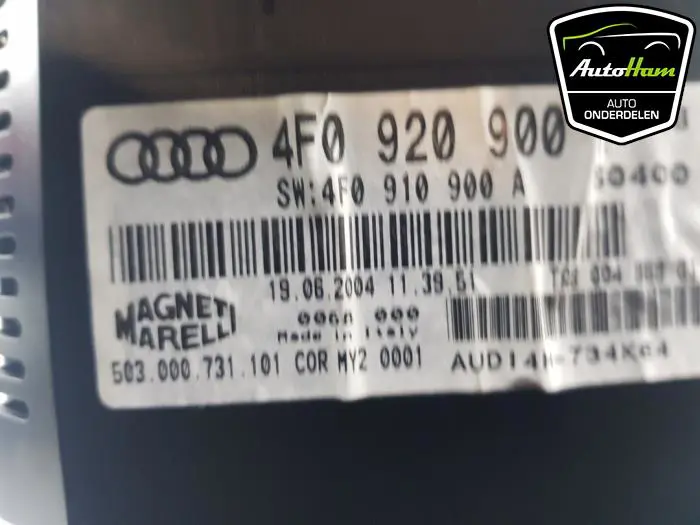 AutoHam
AUTO
ONDERDELEN
4F0 920 900
SW:4F0 910 900 A
19.06.2004 11.39.51
MAGNETI
MARELLI
Made in Italy
503.000.731.101 COR MY2 0001